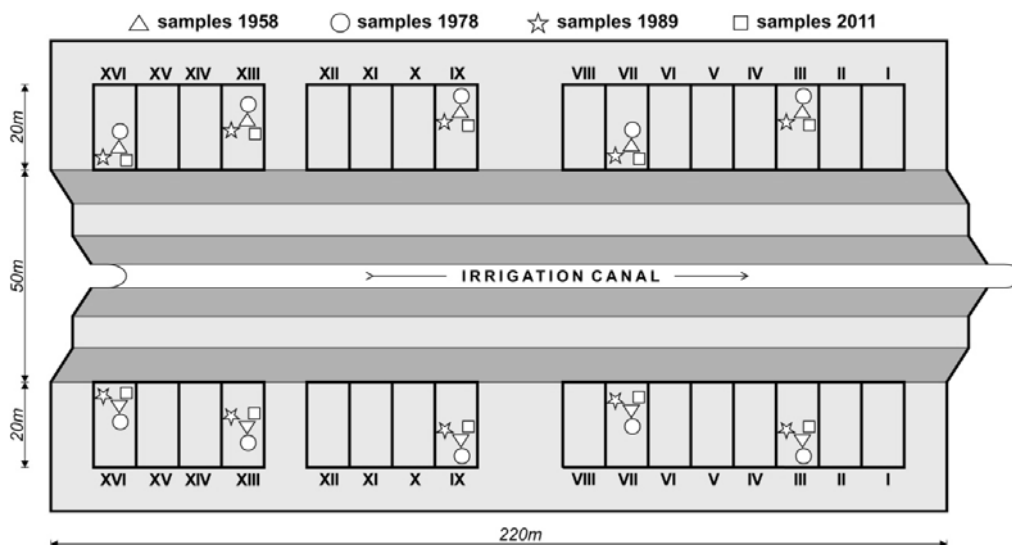 samples 1958 samples 1978 samples 1989 samples 2011
XVI XV XIV XIII XII XI X IX VIII VII VI V IV III II I
20m
50m
IRRIGATION CANAL
20m
XVI XV XIV XIII XII XI X IX VIII VII VI V IV III II I
220m